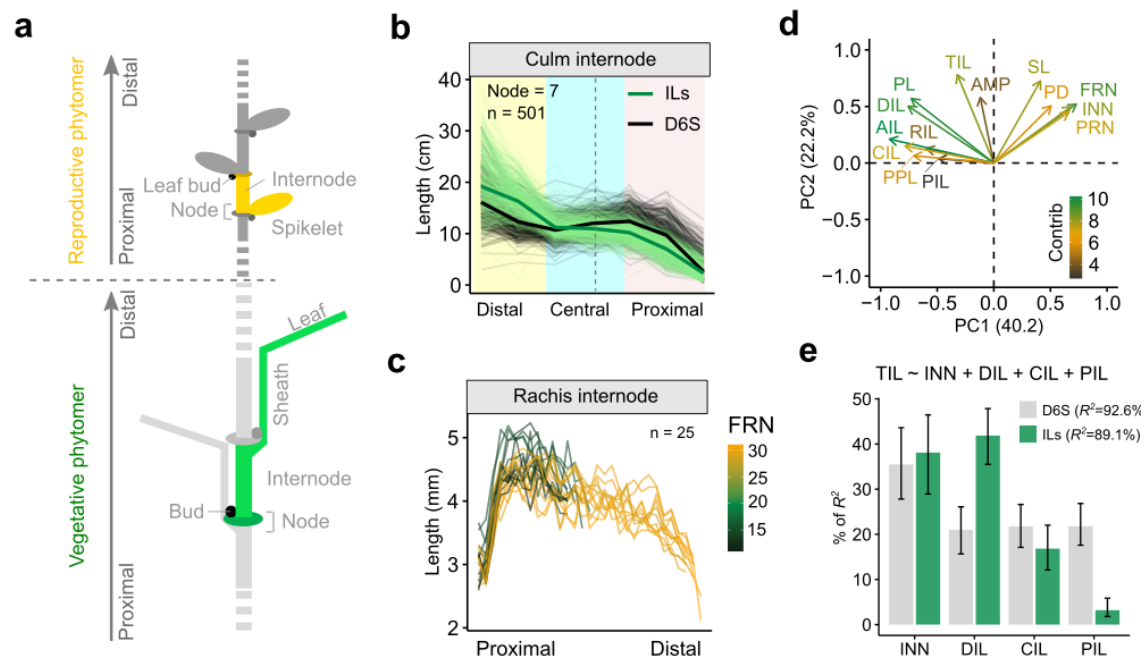 a
Reproductive phytomer
Proximal
Distal
Leaf bud
Node
Internode
Spikelet
Vegetative phytomer
Proximal
Distal
Leaf
Sheath
Internode
Bud
Node
b
Culm internode
Length (cm)
40
30
20
10
0
Node = 7
n = 501
ILs
D6S
Distal Central Proximal
c
Rachis internode
n = 25
Length (mm)
5
4
3
2
Proximal Distal
FRN
30
25
20
15
d
PC2 (22.2%)
1.0
0.5
0.0
−0.5
−1.0
TIL
AMP
SL
PL
DIL
AIL
RIL
CIL
PPL
PIL
PD
FRN
INN
PRN
Contrib
10
8
6
4
-1.0 -0.5 0.0 0.5 1.0
PC1 (40.2)
e
TIL ~ INN + DIL + CIL + PIL
D6S (R²=92.6%
ILs (R²=89.1%)
% of R²
50
40
30
20
10
0
INN DIL CIL PIL